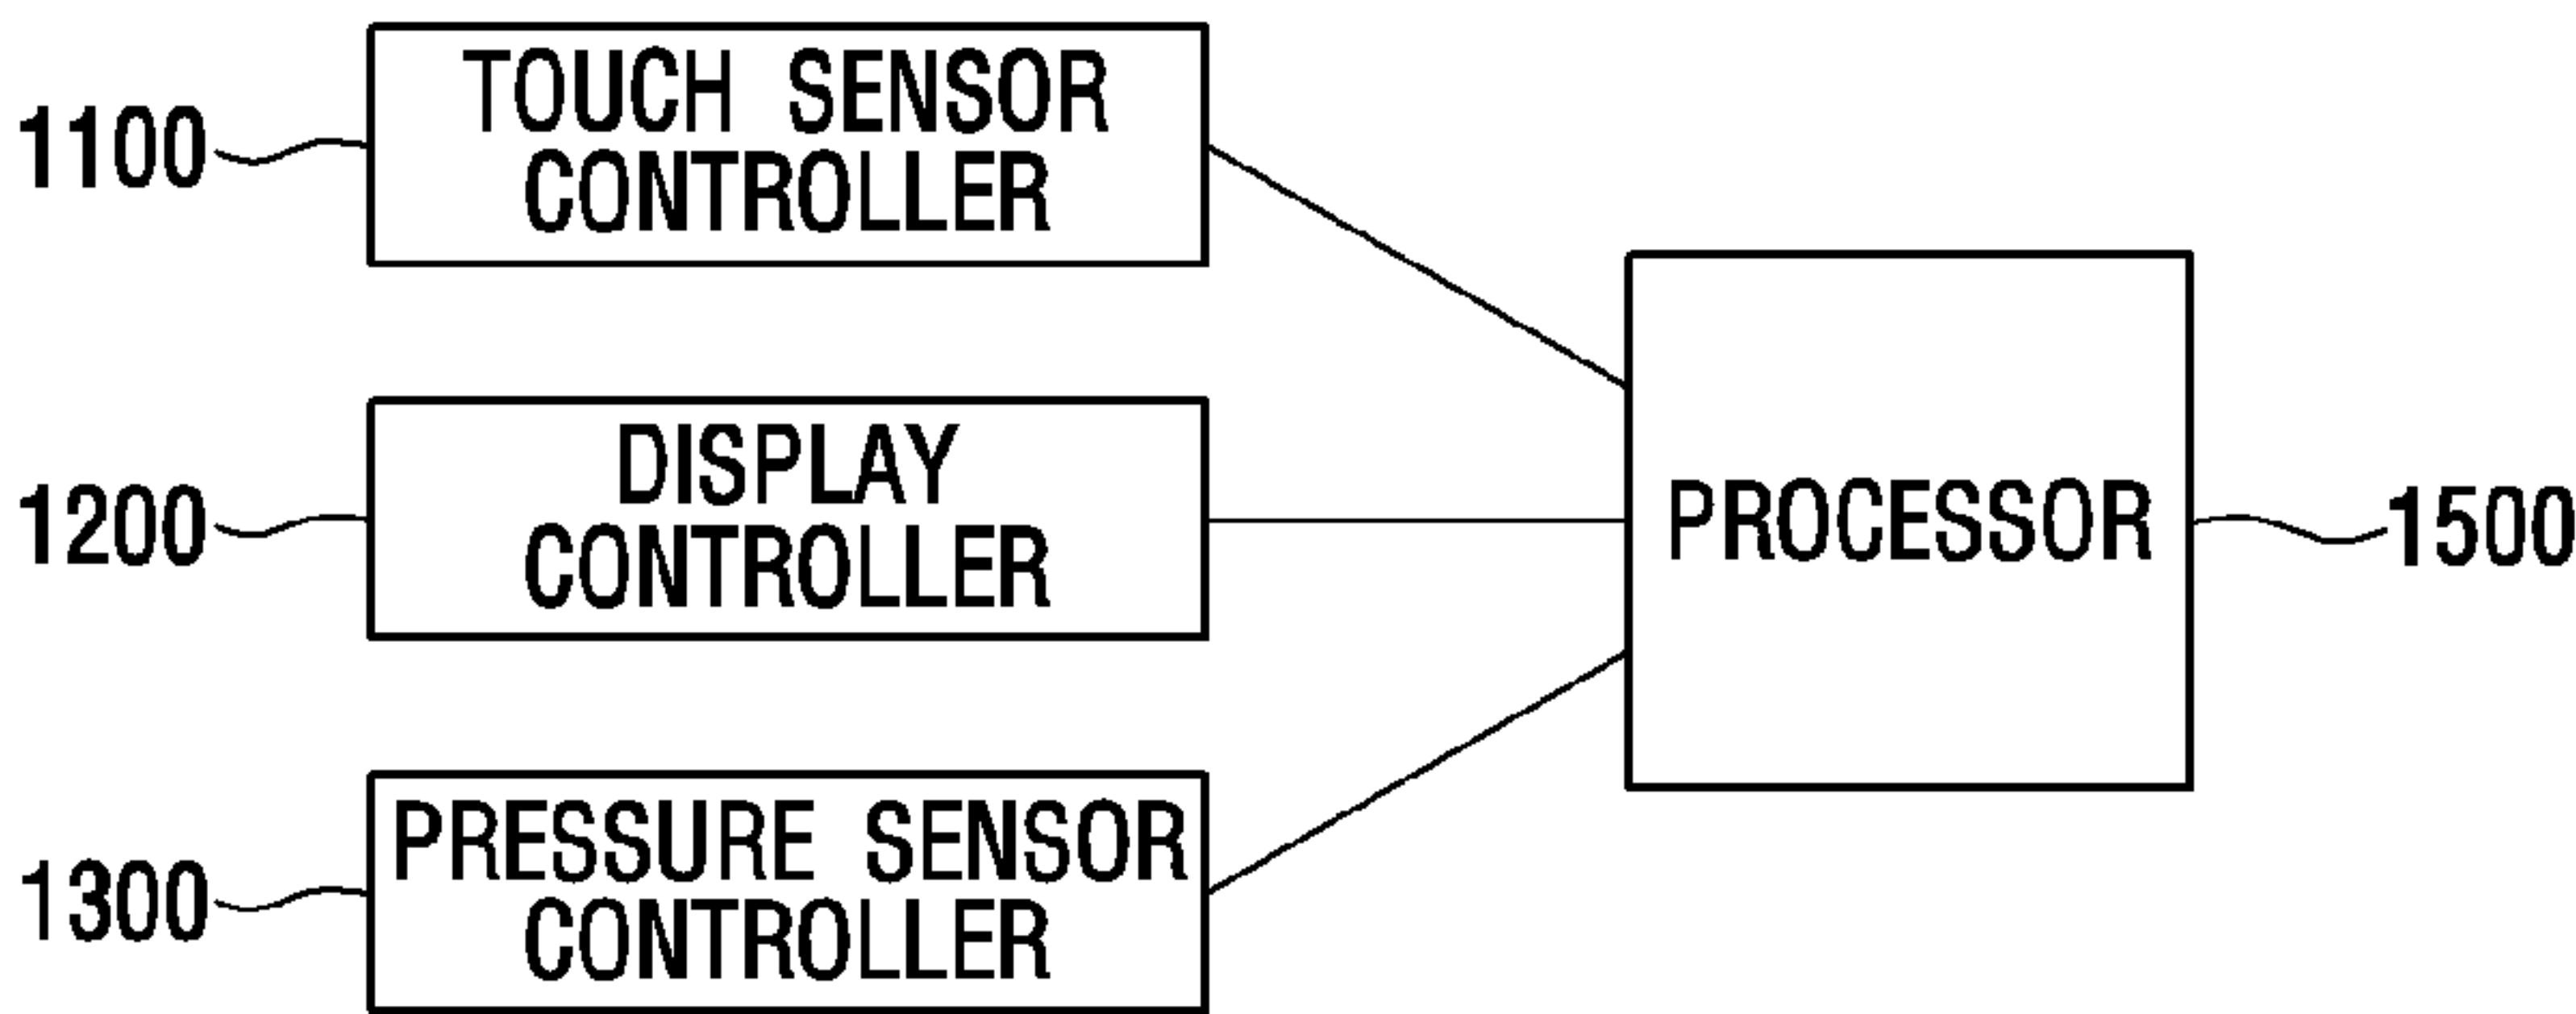 1100
TOUCH SENSOR
CONTROLLER
1200
DISPLAY
CONTROLLER
1300
PRESSURE SENSOR
CONTROLLER
PROCESSOR
1500